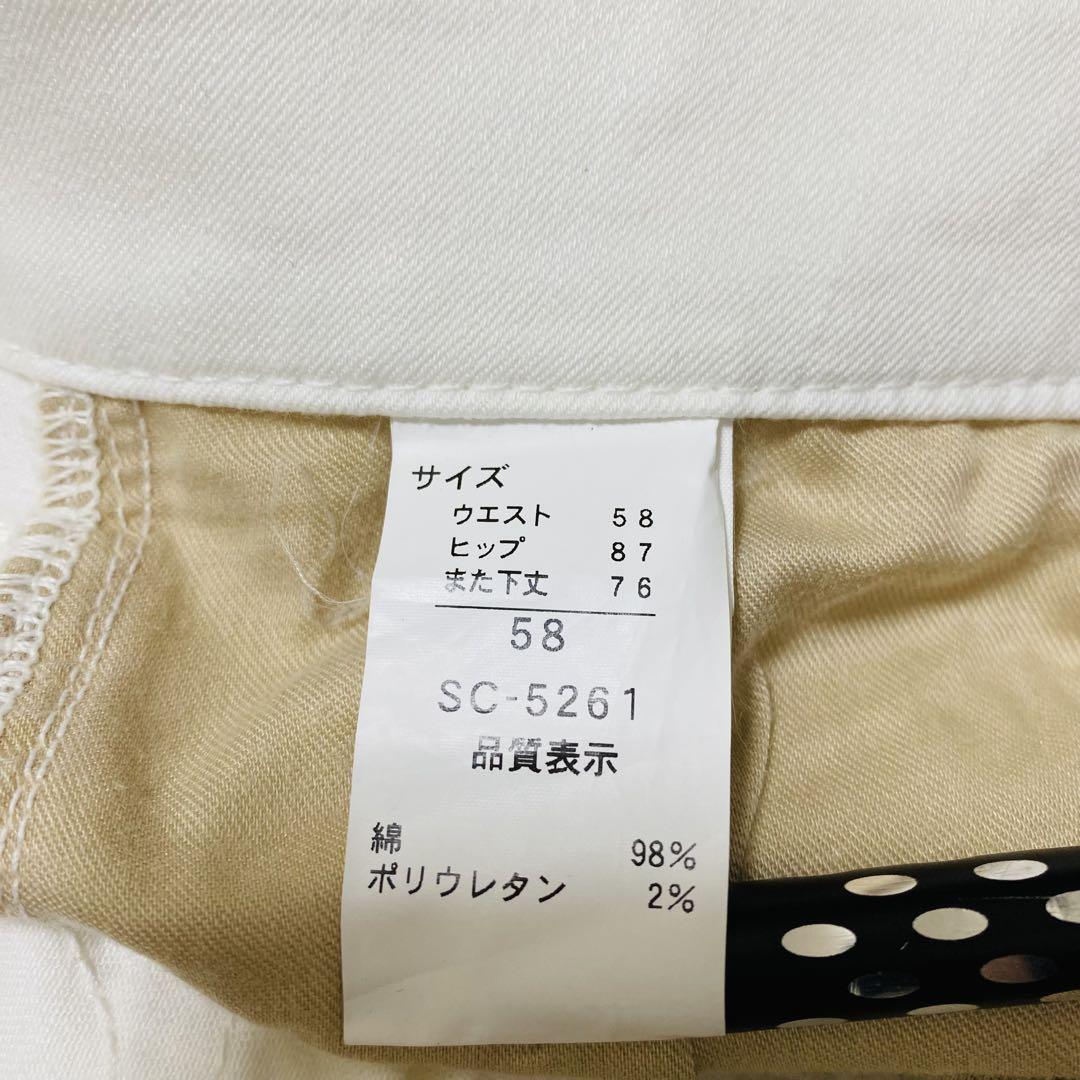 サイズ
ウエスト 58
ヒップ 87
また下丈 76
58
SC-5261
品質表示
綿 98%
ポリウレタン 2%